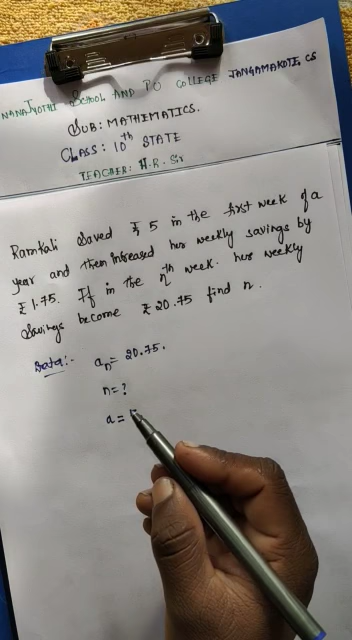 NANAJYOTHI SCHOOL AND PU COLLEGE JANGAMAKOTE, CS
SUB: MATHEMATICS.
CLASS: 10th STATE
TEACHER: H.R. Sir
Ramkali Saved ₹ 5 in the first week of a
year and then Increased her weekly savings by
₹ 1.75. If in the nth week. her weekly
Savings become ₹ 20.75 find n.
Data:-
an = 20.75.
n = ?
a =